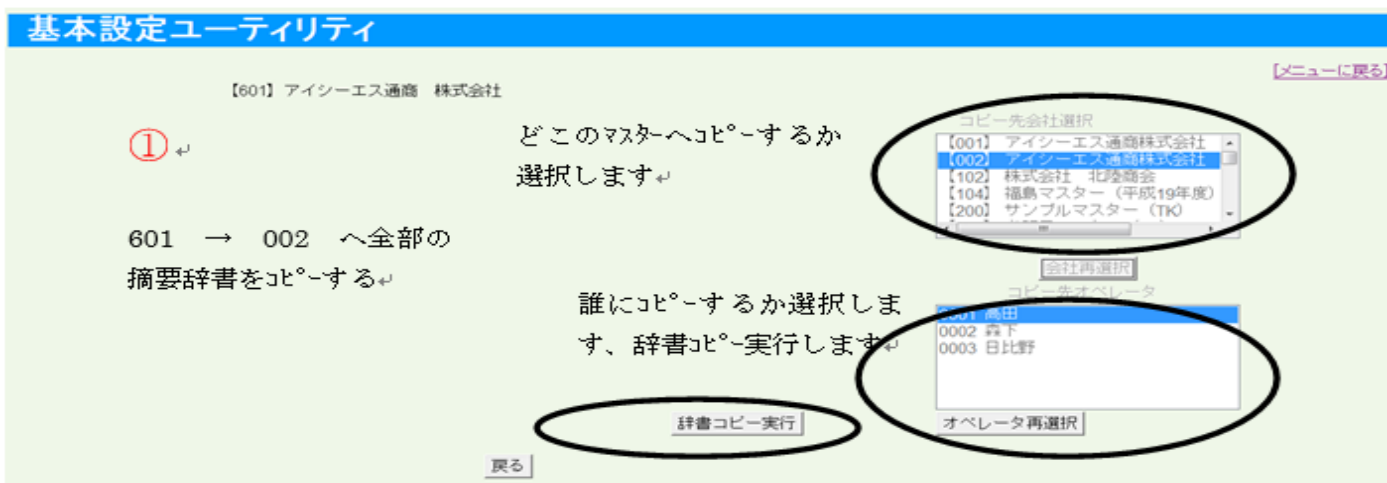 基本設定ユーティリティ
[メニューに戻る]
【601】アイシーエス通商 株式会社
①↵
どこのﾏｽﾀｰへｺﾋﾟｰするか
選択します↵
コピー先会社選択
【001】 アイシーエス通商株式会社
【002】 アイシーエス通商株式会社
【102】 株式会社 北陸商会
【104】 福島マスター（平成19年度）
【200】 サンプルマスター（TK）
601 → 002 へ全部の
摘要辞書をｺﾋﾟｰする↵
会社再選択
コピー先オペレータ
誰にｺﾋﾟｰするか選択しま
す、辞書ｺﾋﾟｰ実行します↵
0001 高田
0002 森下
0003 日比野
辞書コピー実行
オペレータ再選択
戻る